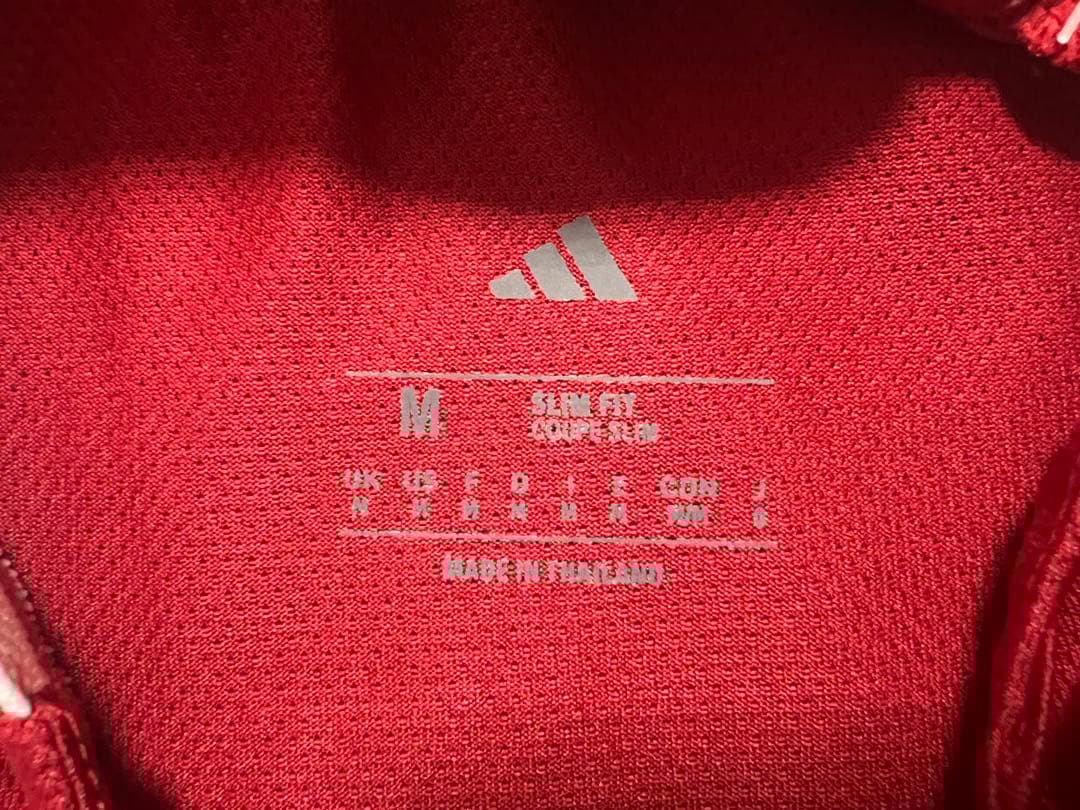 M
SLIM FIT
COUPE SLIM
UK US F D I E CHN J
M M M M M M
MADE IN THAILAND